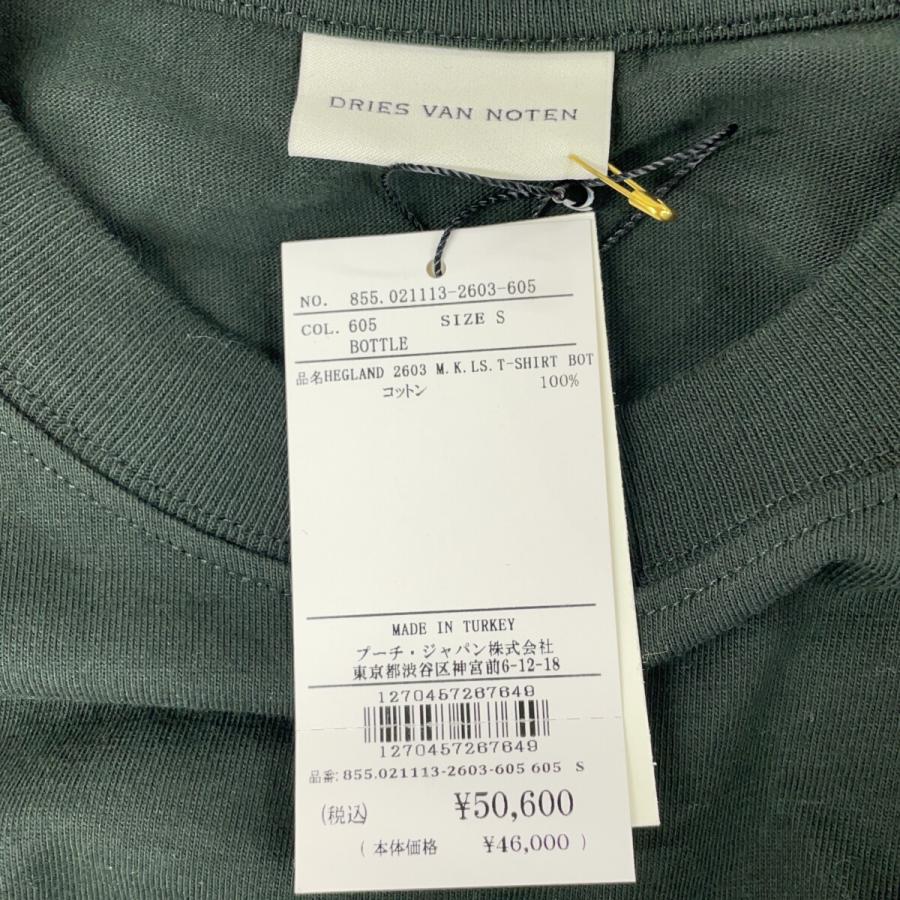 DRIES VAN NOTEN
NO. 855.021113-2603-605
COL. 605 SIZE S
BOTTLE
品名HEGLAND 2603 M.K.LS.T-SHIRT BOT
コットン 100%
MADE IN TURKEY
プーチ・ジャパン株式会社
東京都渋谷区神宮前6-12-18
1270457267649
1270457267649
品番:855.021113-2603-605 605 S
(税込) ¥50,600
(本体価格 ¥46,000)